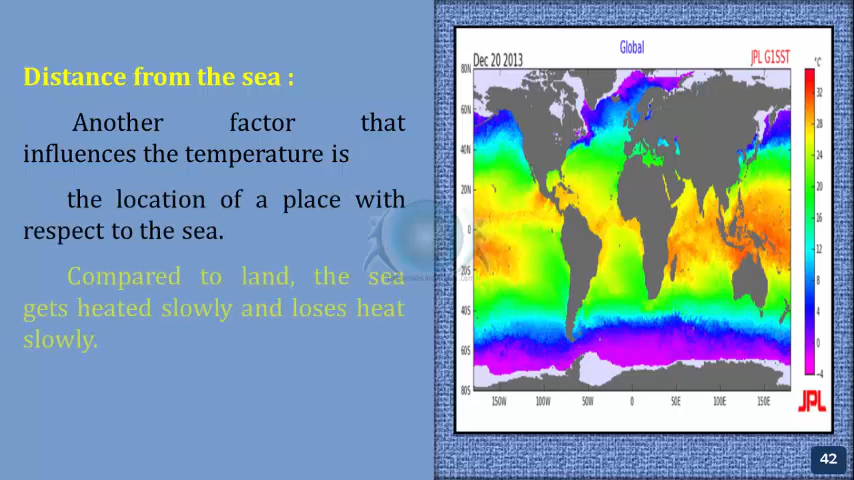 Distance from the sea :
Another factor that
influences the temperature is
the location of a place with
respect to the sea.
Compared to land, the sea
gets heated slowly and loses heat
slowly.
Global
Dec 20 2013
JPL G1SST
°C
80N
60N
40N
20N
0
20S
40S
60S
80S
150W
100W
50W
0
50E
100E
150E
32
28
24
20
16
12
8
4
0
−4
JPL
42